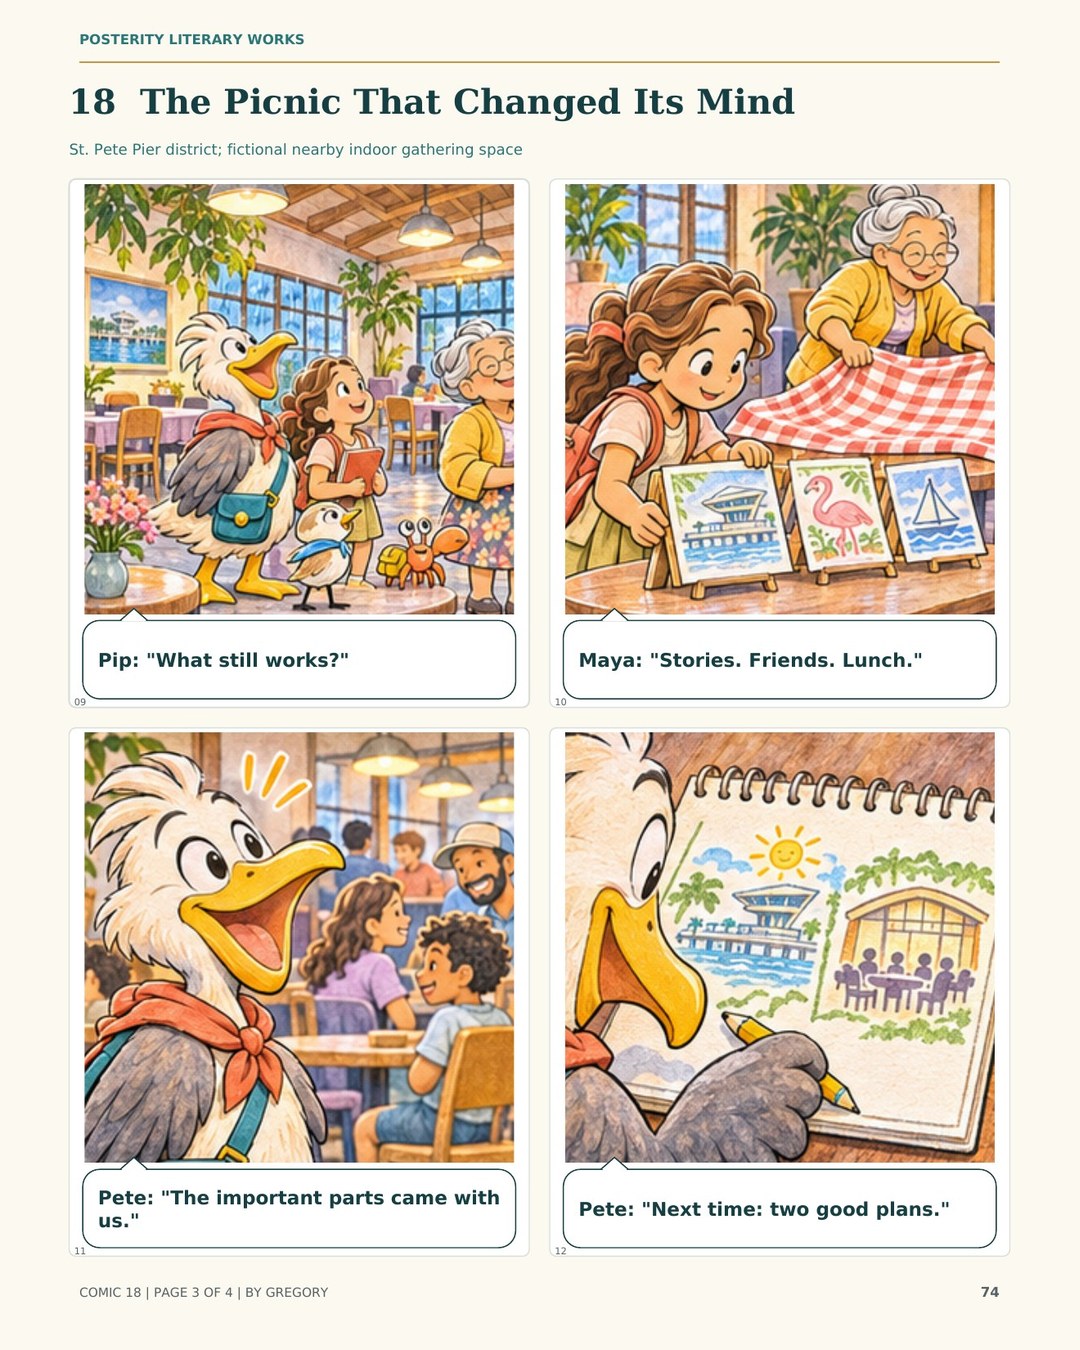 POSTERITY LITERARY WORKS
18 The Picnic That Changed Its Mind
St. Pete Pier district; fictional nearby indoor gathering space
Pip: "What still works?"
09
Maya: "Stories. Friends. Lunch."
10
Pete: "The important parts came with
us."
11
Pete: "Next time: two good plans."
12
COMIC 18 | PAGE 3 OF 4 | BY GREGORY
74